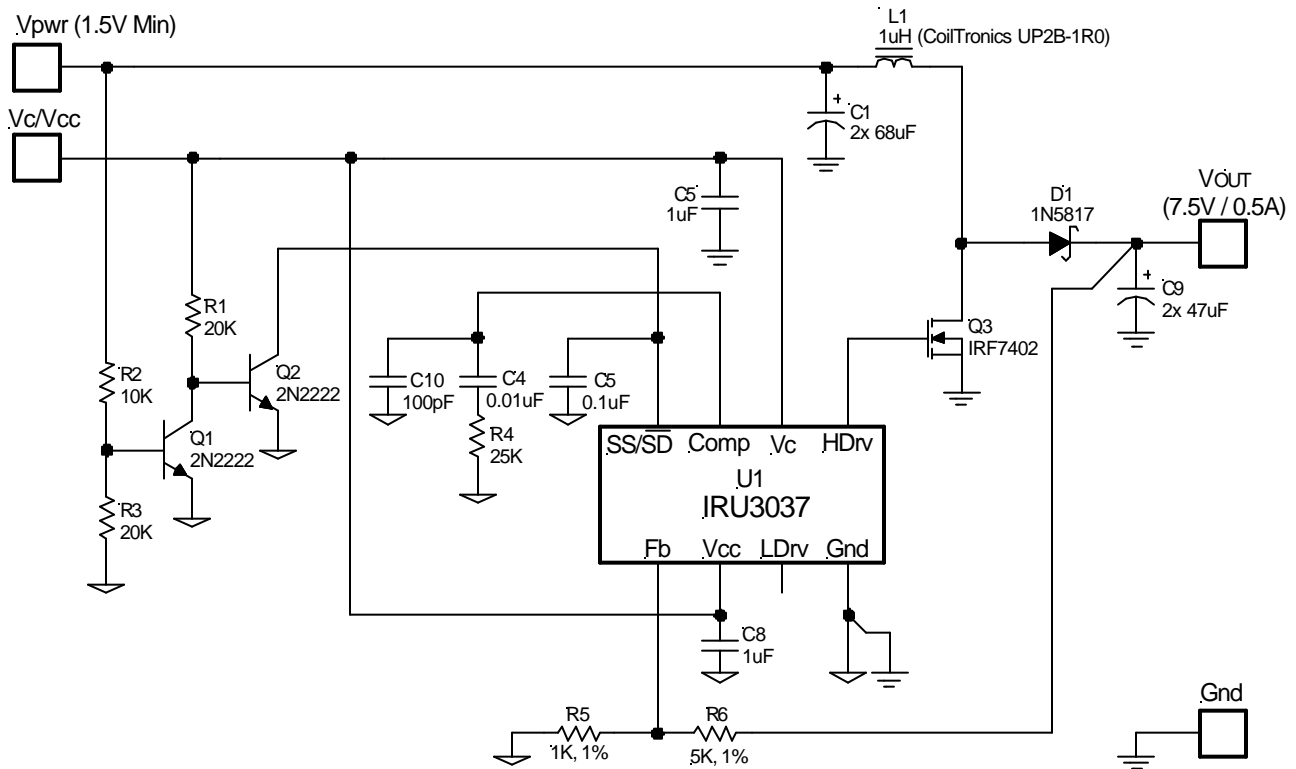 Vpwr (1.5V Min)
L1
1uH (CoilTronics UP2B-1R0)
Vc/Vcc
C1
2x 68uF
C5
1uF
D1
1N5817
VOUT
(7.5V / 0.5A)
C9
2x 47uF
R1
20K
Q3
IRF7402
R2
10K
Q2
2N2222
C10
100pF
C4
0.01uF
C5
0.1uF
Q1
2N2222
R4
25K
SS/SD Comp Vc HDrv
U1
IRU3037
R3
20K
Fb Vcc LDrv Gnd
C8
1uF
Gnd
R5
1K, 1%
R6
5K, 1%